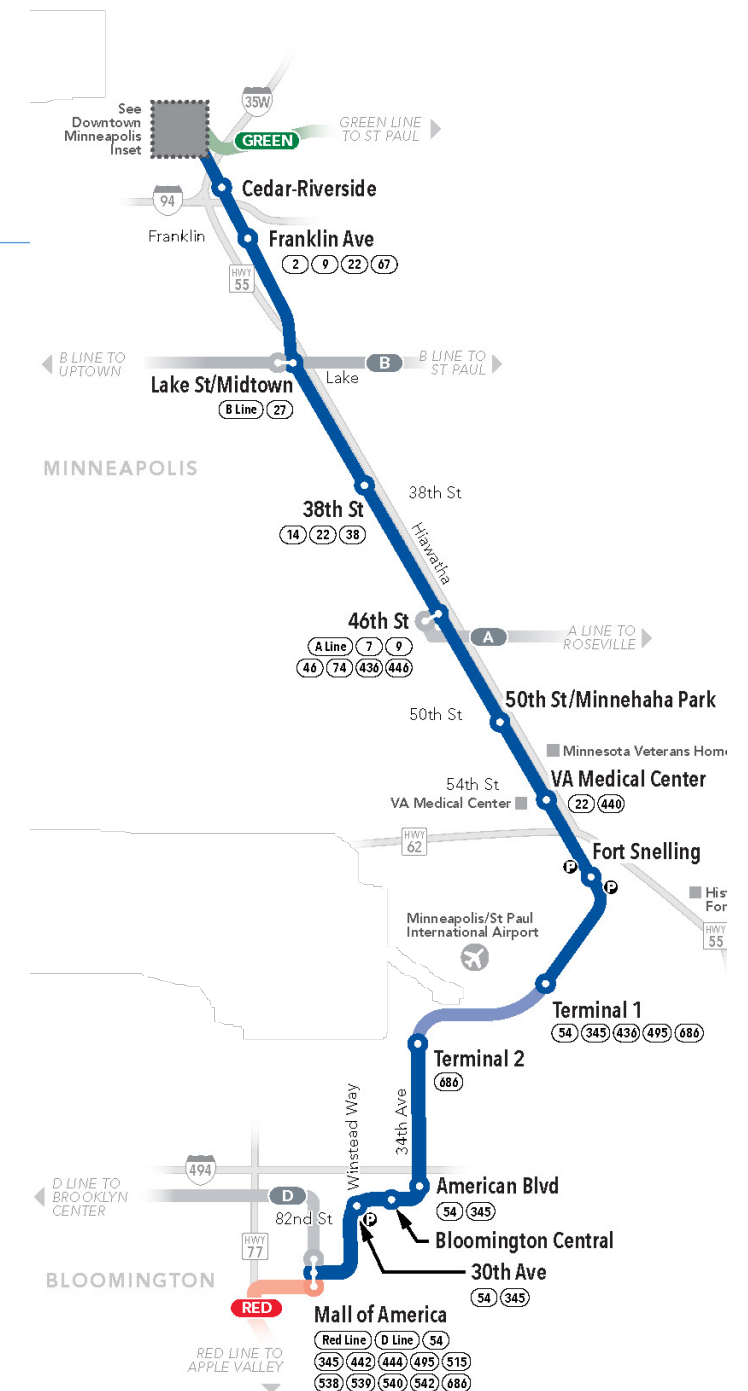 See
Downtown
Minneapolis
Inset
35W
GREEN
GREEN LINE
TO ST PAUL
Cedar-Riverside
94
Franklin
Franklin Ave
2 9 22 67
HWY
55
B LINE TO
UPTOWN
B
B LINE TO
ST PAUL
Lake
Lake St/Midtown
B Line 27
MINNEAPOLIS
38th St
38th St
14 22 38
Hiawatha
46th St
A Line 7 9
46 74 436 446
A
A LINE TO
ROSEVILLE
50th St/Minnehaha Park
50th St
Minnesota Veterans Hom
VA Medical Center
54th St
VA Medical Center
22 440
HWY
62
Fort Snelling
P
P
His
For
HWY
55
Minneapolis/St Paul
International Airport
Terminal 1
54 345 436 495 686
Terminal 2
686
34th Ave
Winstead Way
494
D LINE TO
BROOKLYN
CENTER
D
82nd St
American Blvd
54 345
P
Bloomington Central
HWY
77
30th Ave
54 345
BLOOMINGTON
RED
Mall of America
Red Line D Line 54
345 442 444 495 515
538 539 540 542 686
RED LINE TO
APPLE VALLEY